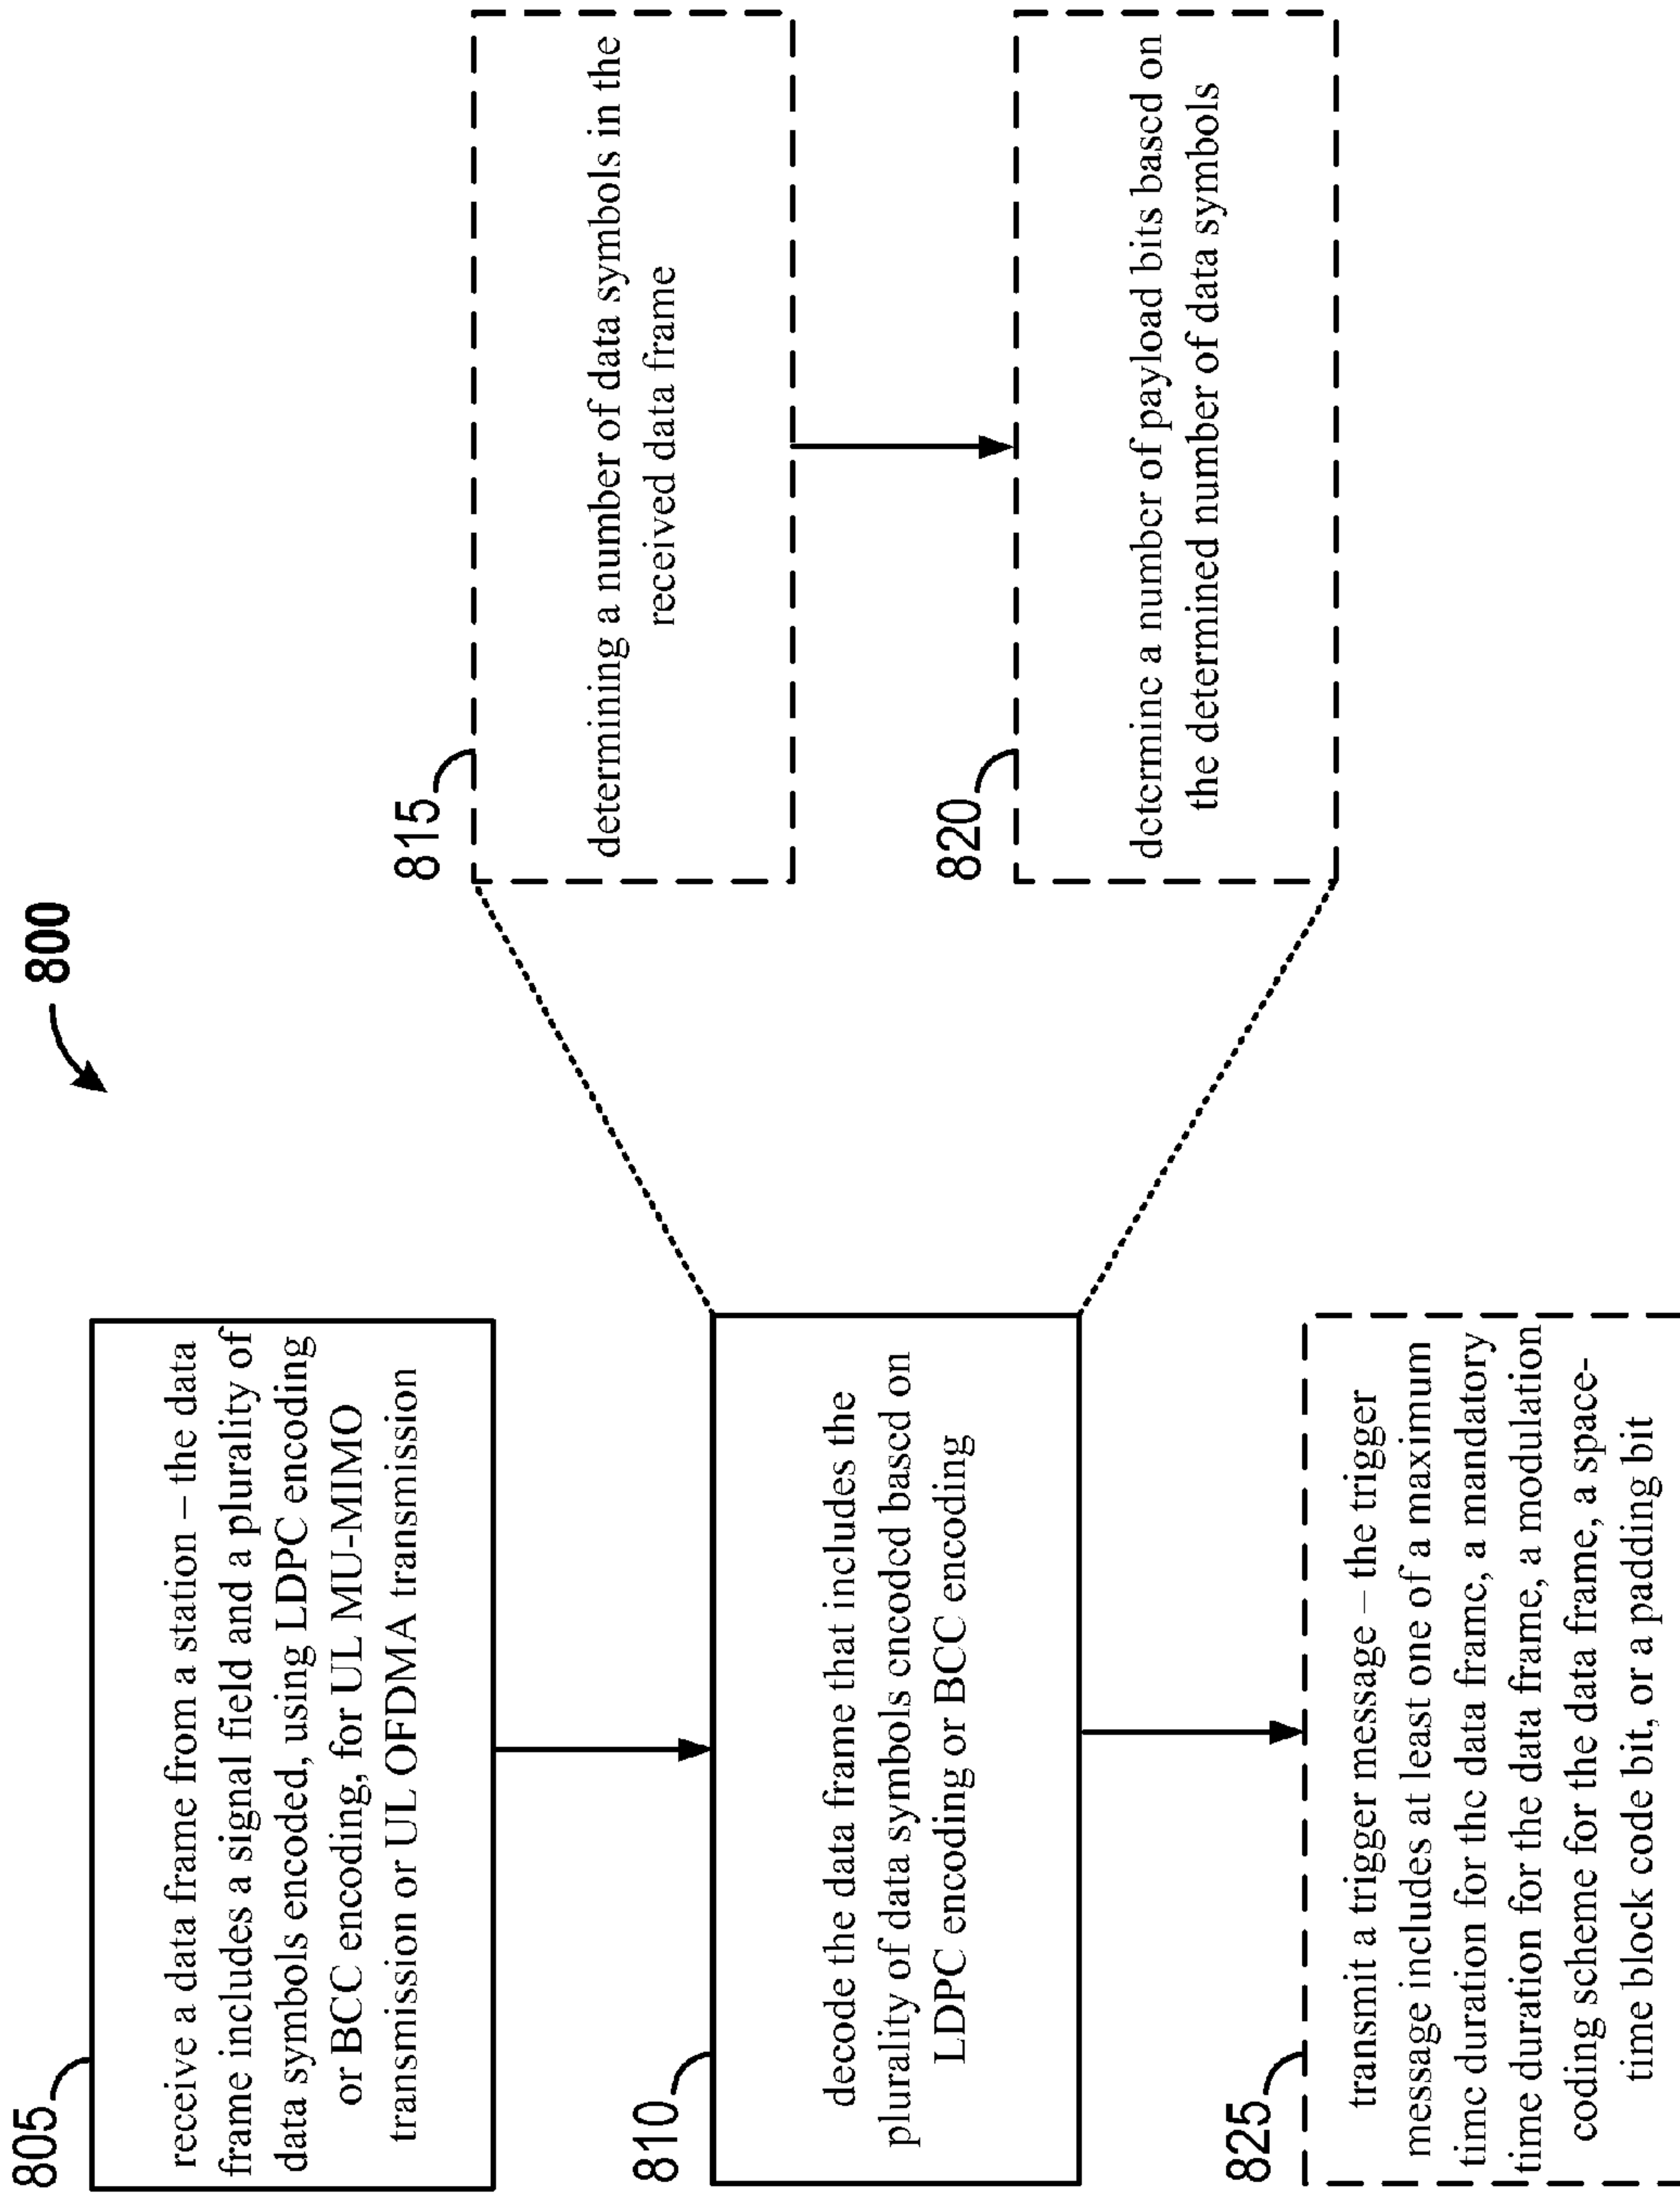 800
805
receive a data frame from a station – the data
frame includes a signal field and a plurality of
data symbols encoded, using LDPC encoding
or BCC encoding, for UL MU-MIMO
transmission or UL OFDMA transmission
810
decode the data frame that includes the
plurality of data symbols encoded based on
LDPC encoding or BCC encoding
815
determining a number of data symbols in the
received data frame
820
determine a number of payload bits based on
the determined number of data symbols
825
transmit a trigger message – the trigger
message includes at least one of a maximum
time duration for the data frame, a mandatory
time duration for the data frame, a modulation
coding scheme for the data frame, a space-
time block code bit, or a padding bit